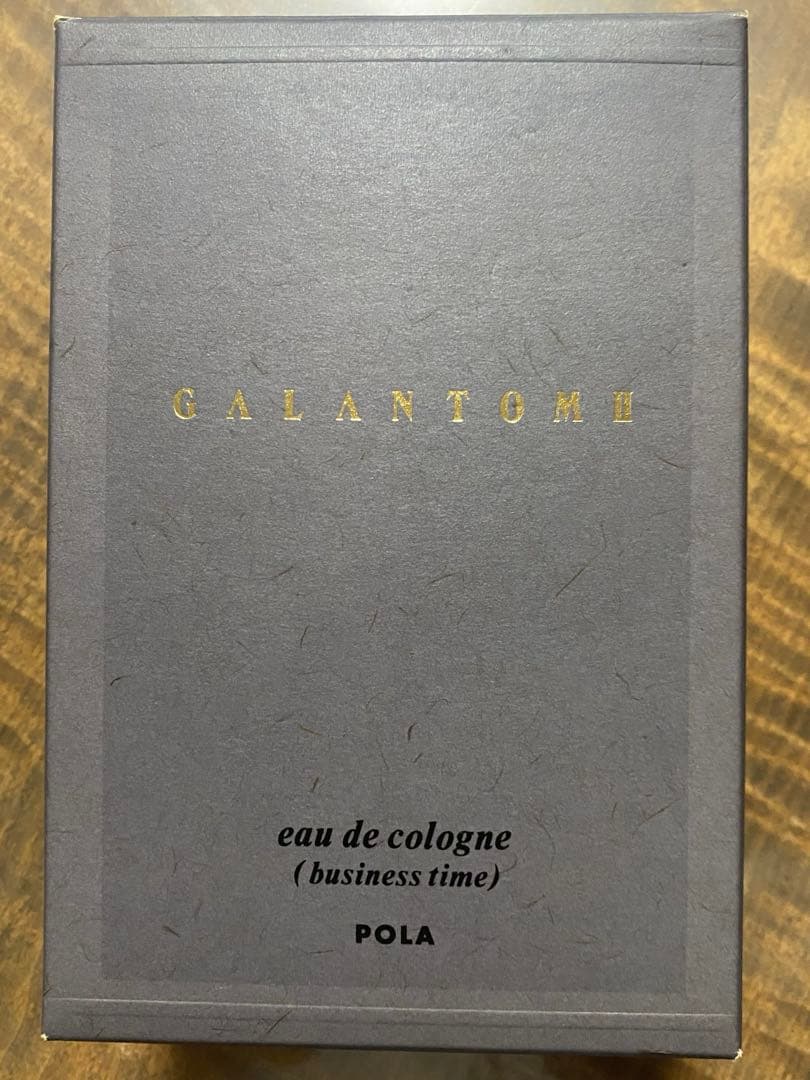 GALANTOM II
eau de cologne
(business time)
POLA